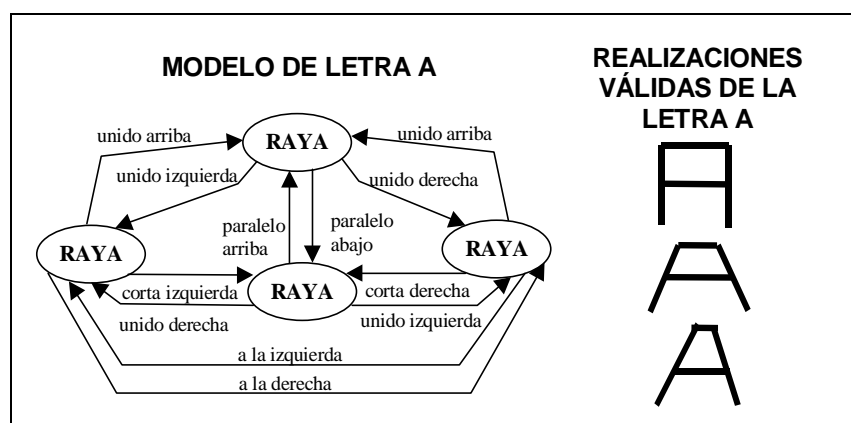 MODELO DE LETRA A
REALIZACIONES
VÁLIDAS DE LA
LETRA A
unido arriba
RAYA
unido arriba
unido izquierda
unido derecha
paralelo
arriba
paralelo
abajo
RAYA
RAYA
RAYA
corta izquierda
corta derecha
unido derecha
unido izquierda
a la izquierda
a la derecha